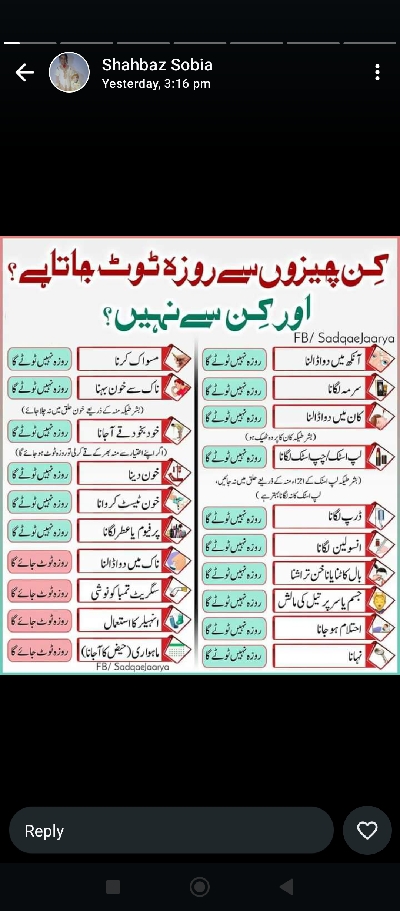 Shahbaz Sobia
Yesterday, 3:16 pm
کِن چیزوں سے روزہ ٹوٹ جاتا ہے؟
اور کِن سے نہیں؟
FB/ SadqaeJaarya
آنکھ میں دوا ڈالنا روزہ نہیں ٹوٹے گا
سرمہ لگانا روزہ نہیں ٹوٹے گا
کان میں دوا ڈالنا روزہ نہیں ٹوٹے گا
(بشرطیکہ کان کا پردہ ٹھیک ہو)
لپ اسٹک/چپ اسٹک لگانا روزہ نہیں ٹوٹے گا
(بشرطیکہ لپ اسٹک کے اجزاء منہ کے ذریعے حلق میں نہ جائیں،
لپ اسٹک کا نہ لگانا بہتر ہے)
ڈرپ لگانا روزہ نہیں ٹوٹے گا
انسولین لگانا روزہ نہیں ٹوٹے گا
بال کاٹنا یا ناخن تراشنا روزہ نہیں ٹوٹے گا
جسم یا سر پر تیل کی مالش روزہ نہیں ٹوٹے گا
احتلام ہو جانا روزہ نہیں ٹوٹے گا
نہانا روزہ نہیں ٹوٹے گا
مسواک کرنا روزہ نہیں ٹوٹے گا
ناک سے خون بہنا روزہ نہیں ٹوٹے گا
(بشرطیکہ منہ کے ذریعے خون حلق میں نہ چلا جائے)
خود بخود قے آ جانا روزہ نہیں ٹوٹے گا
(اگر اپنے اختیار سے منہ بھر کے قے کر لی تو روزہ ٹوٹ جائے گا)
خون دینا روزہ نہیں ٹوٹے گا
خون ٹیسٹ کروانا روزہ نہیں ٹوٹے گا
پرفیوم یا عطر لگانا روزہ نہیں ٹوٹے گا
ناک میں دوا ڈالنا روزہ ٹوٹ جائے گا
سگریٹ تمباکو نوشی روزہ ٹوٹ جائے گا
انہیلر کا استعمال روزہ ٹوٹ جائے گا
ماہواری (حیض کا آ جانا) روزہ ٹوٹ جائے گا
FB/ SadqaeJaarya
Reply